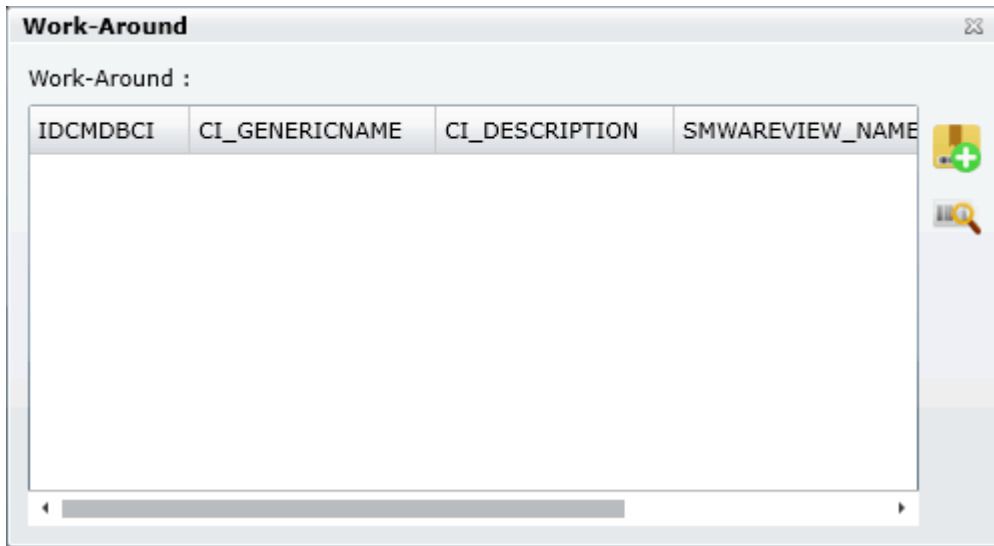 Work-Around
Work-Around :
IDCMDBCI CI_GENERICNAME CI_DESCRIPTION SMWAREVIEW_NAME